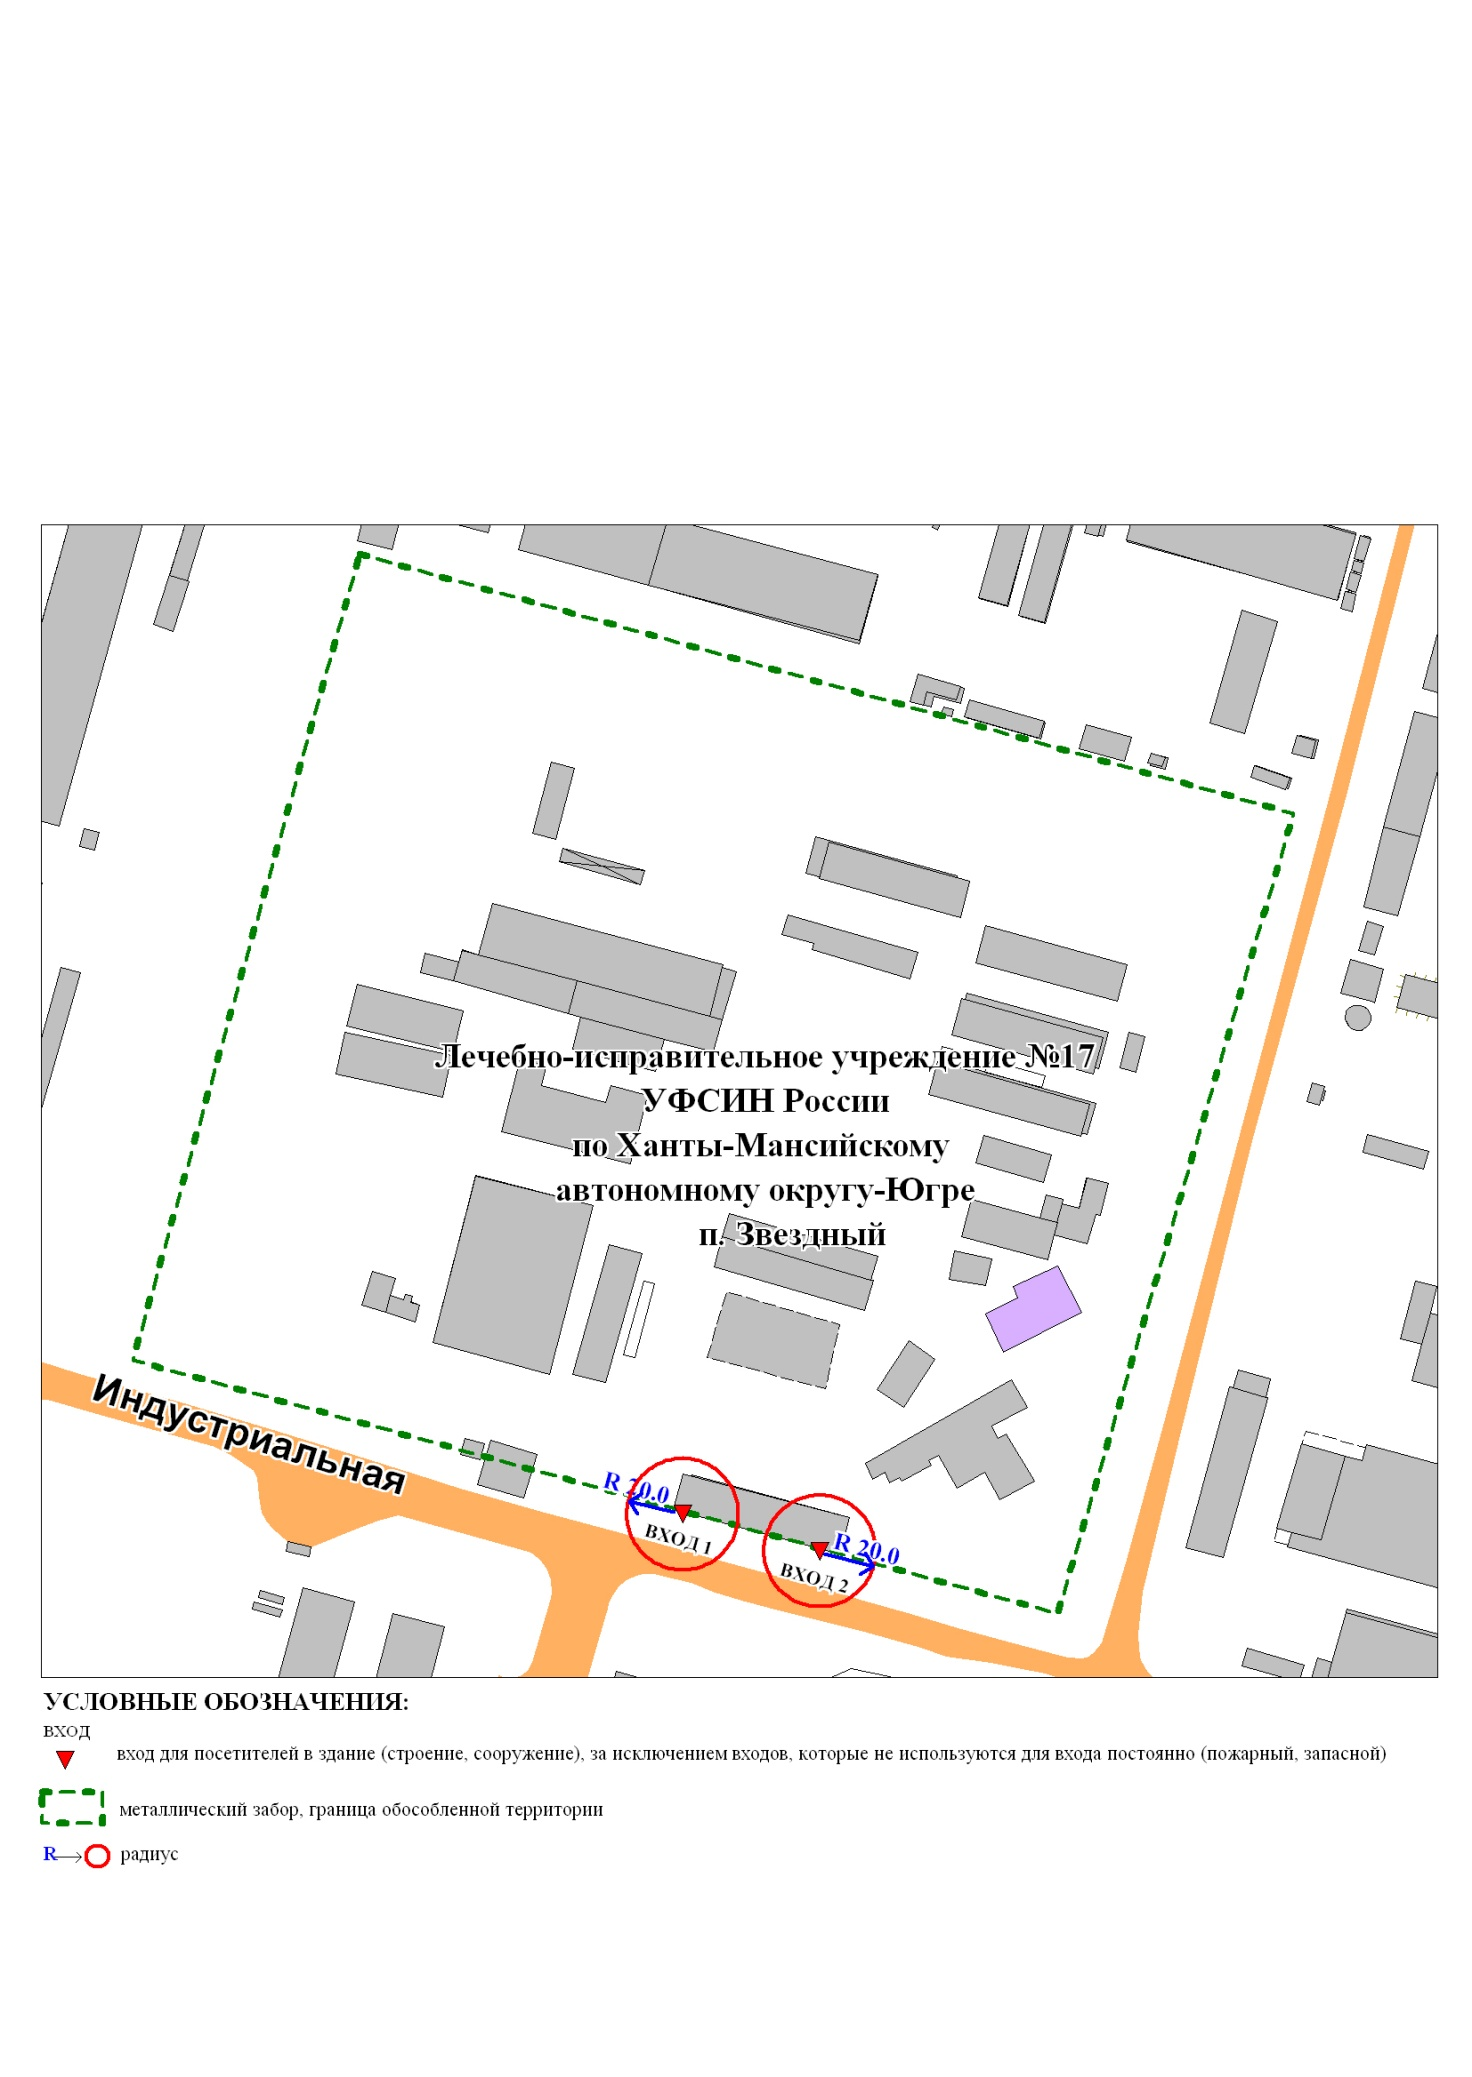 Лечебно-исправительное учреждение №17
УФСИН России
по Ханты-Мансийскому
автономному округу-Югре
п. Звездный
Индустриальная
R 20.0
ВХОД 1
R 20.0
ВХОД 2
УСЛОВНЫЕ ОБОЗНАЧЕНИЯ:
ВХОД
вход для посетителей в здание (строение, сооружение), за исключением входов, которые не используются для входа постоянно (пожарный, запасной)
металлический забор, граница обособленной территории
R радиус